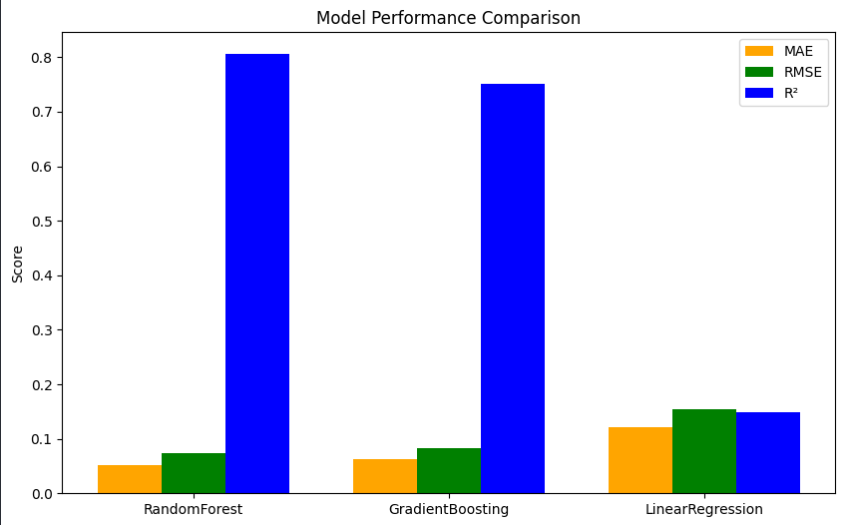 Model Performance Comparison
MAE
RMSE
R²
Score
0.8
0.7
0.6
0.5
0.4
0.3
0.2
0.1
0.0
RandomForest
GradientBoosting
LinearRegression